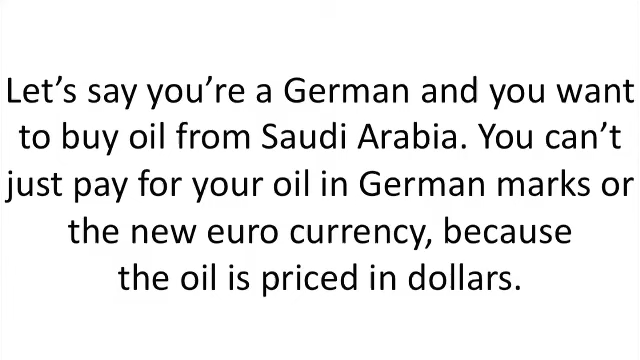 Let’s say you’re a German and you want
to buy oil from Saudi Arabia. You can’t
just pay for your oil in German marks or
the new euro currency, because
the oil is priced in dollars.